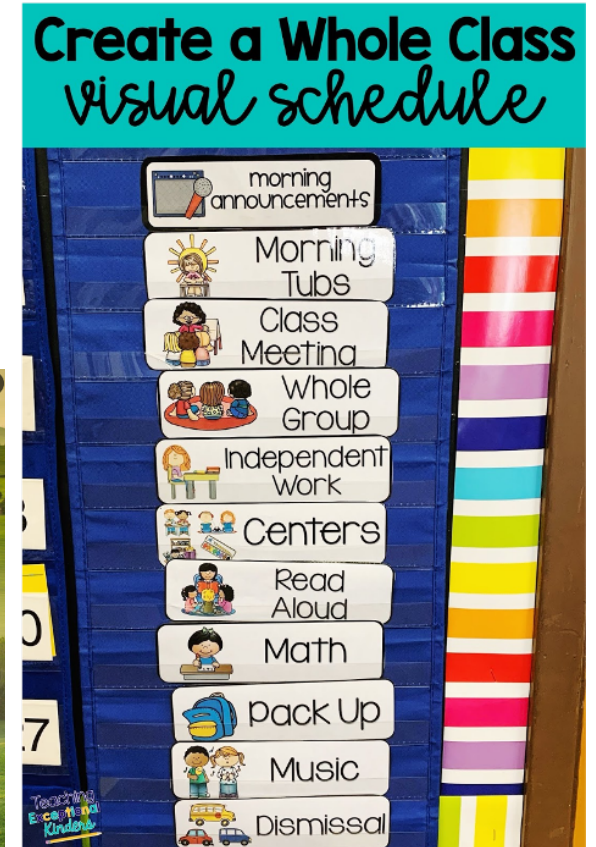 Create a Whole Class
visual schedule
morning
announcements
Morning
Tubs
Class
Meeting
Whole
Group
Independent
Work
Centers
Read
Aloud
Math
Pack Up
Music
Dismissal
Teaching
Exceptional
Kinders